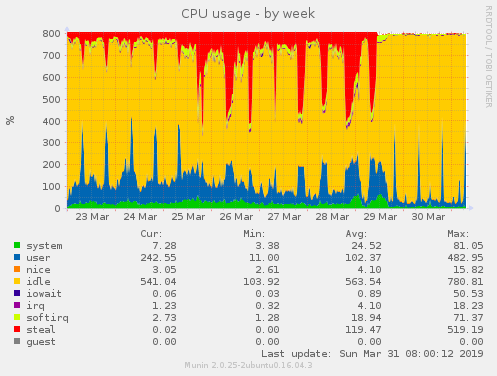 CPU usage - by week
RRDTOOL / TOBI OETIKER
%
800
700
600
500
400
300
200
100
0
23 Mar 24 Mar 25 Mar 26 Mar 27 Mar 28 Mar 29 Mar 30 Mar
Cur: Min: Avg: Max:
system 7.28 3.38 24.52 81.05
user 242.55 11.00 102.37 482.95
nice 3.05 2.61 4.10 15.82
idle 541.04 103.92 563.54 780.81
iowait 0.06 0.03 0.89 50.53
irq 1.23 0.32 4.10 18.23
softirq 2.73 1.28 18.94 71.37
steal 0.02 0.00 119.47 519.19
guest 0.00 0.00 0.00 0.00
Last update: Sun Mar 31 08:00:12 2019
Munin 2.0.25-2ubuntu0.16.04.3